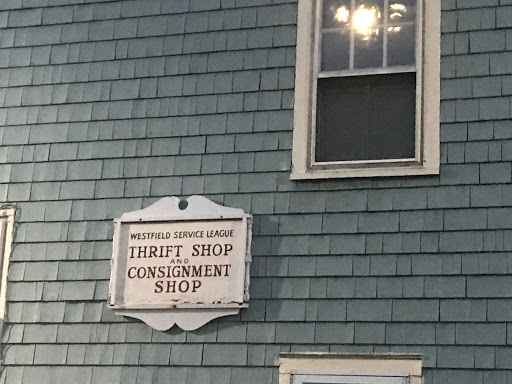 WESTFIELD SERVICE LEAGUE
THRIFT SHOP
AND
CONSIGNMENT
SHOP